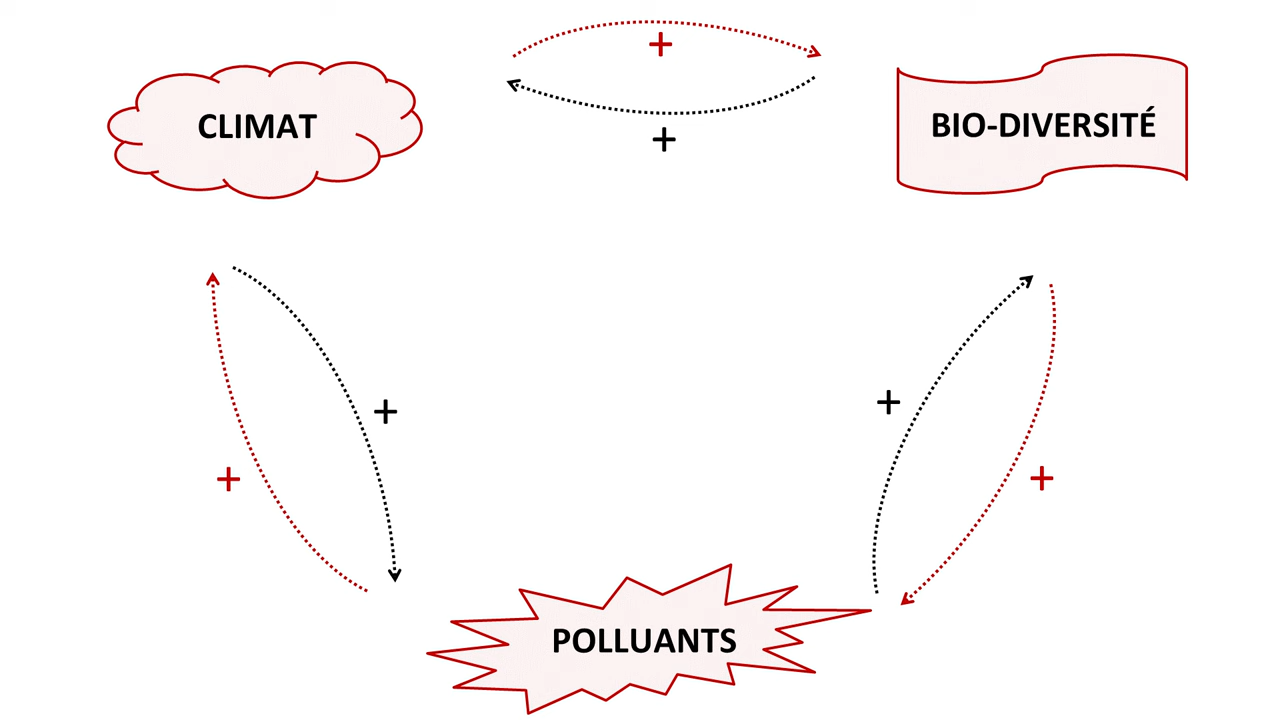 +
CLIMAT
BIO-DIVERSITÉ
+
+
+
+
+
POLLUANTS